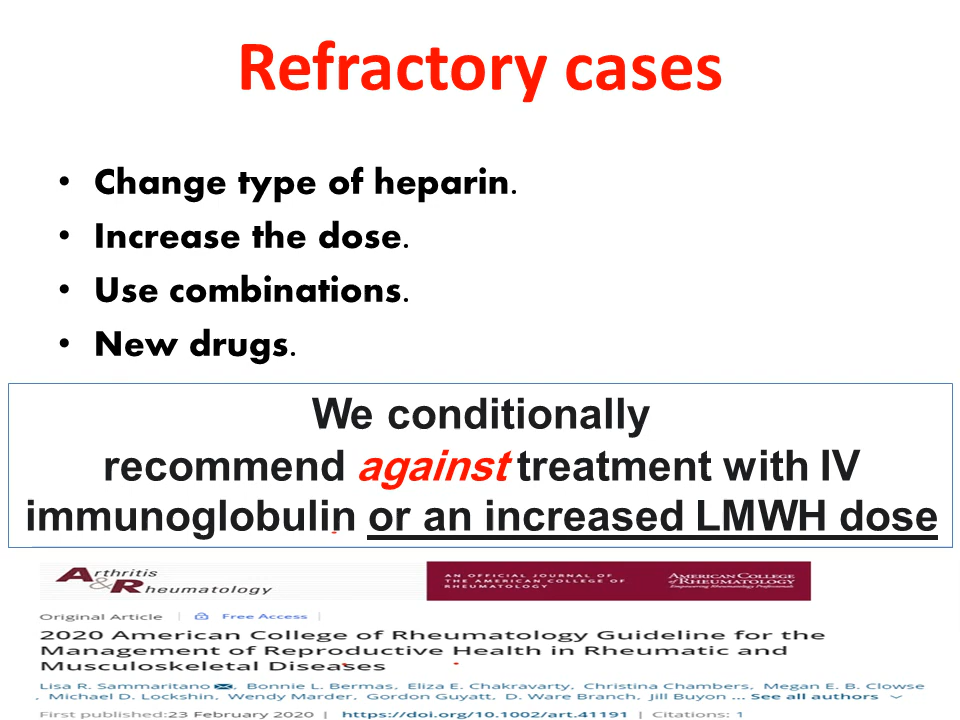 Refractory cases
• Change type of heparin.
• Increase the dose.
• Use combinations.
• New drugs.
We conditionally
recommend against treatment with IV
immunoglobulin or an increased LMWH dose
Arthritis
& Rheumatology
AN OFFICIAL JOURNAL OF
THE AMERICAN COLLEGE OF
RHEUMATOLOGY
AMERICAN COLLEGE
of RHEUMATOLOGY
Empowering Rheumatology Professionals
Original Article | Free Access |
2020 American College of Rheumatology Guideline for the
Management of Reproductive Health in Rheumatic and
Musculoskeletal Diseases
Lisa R. Sammaritano, Bonnie L. Bermas, Eliza E. Chakravarty, Christina Chambers, Megan E. B. Clowse
, Michael D. Lockshin, Wendy Marder, Gordon Guyatt, D. Ware Branch, Jill Buyon ... See all authors
First published:23 February 2020 | https://doi.org/10.1002/art.41191 | Citations: 1